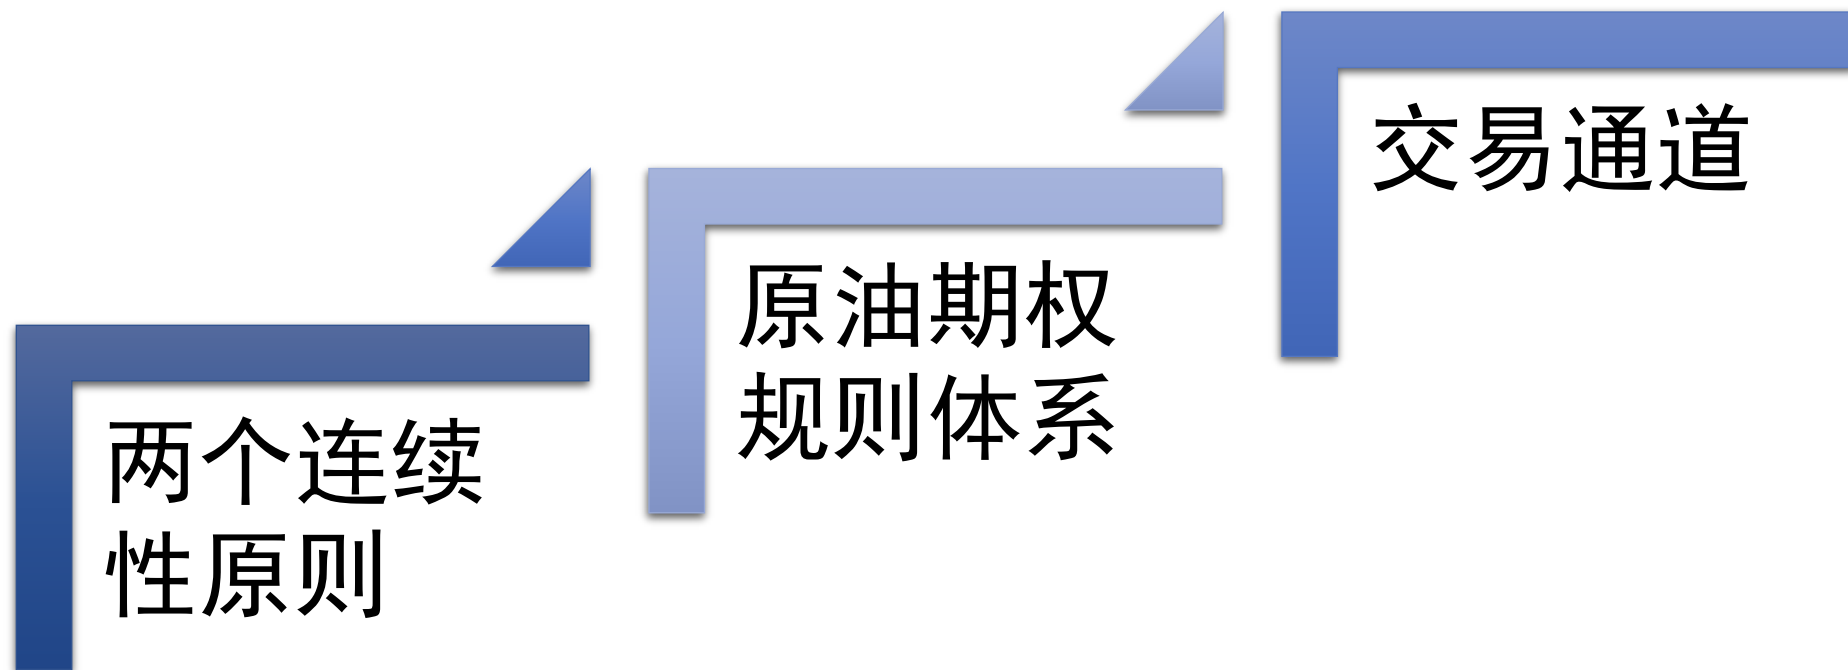 两个连续
性原则
原油期权
规则体系
交易通道